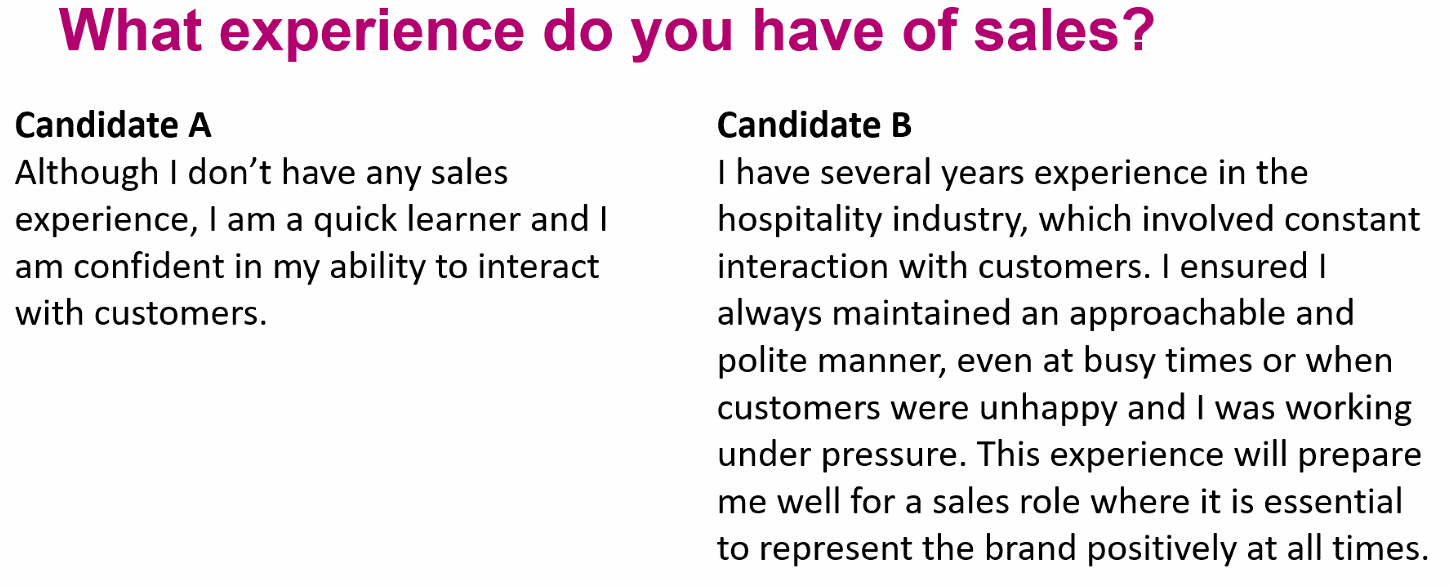 What experience do you have of sales?
Candidate A
Although I don’t have any sales
experience, I am a quick learner and I
am confident in my ability to interact
with customers.
Candidate B
I have several years experience in the
hospitality industry, which involved constant
interaction with customers. I ensured I
always maintained an approachable and
polite manner, even at busy times or when
customers were unhappy and I was working
under pressure. This experience will prepare
me well for a sales role where it is essential
to represent the brand positively at all times.